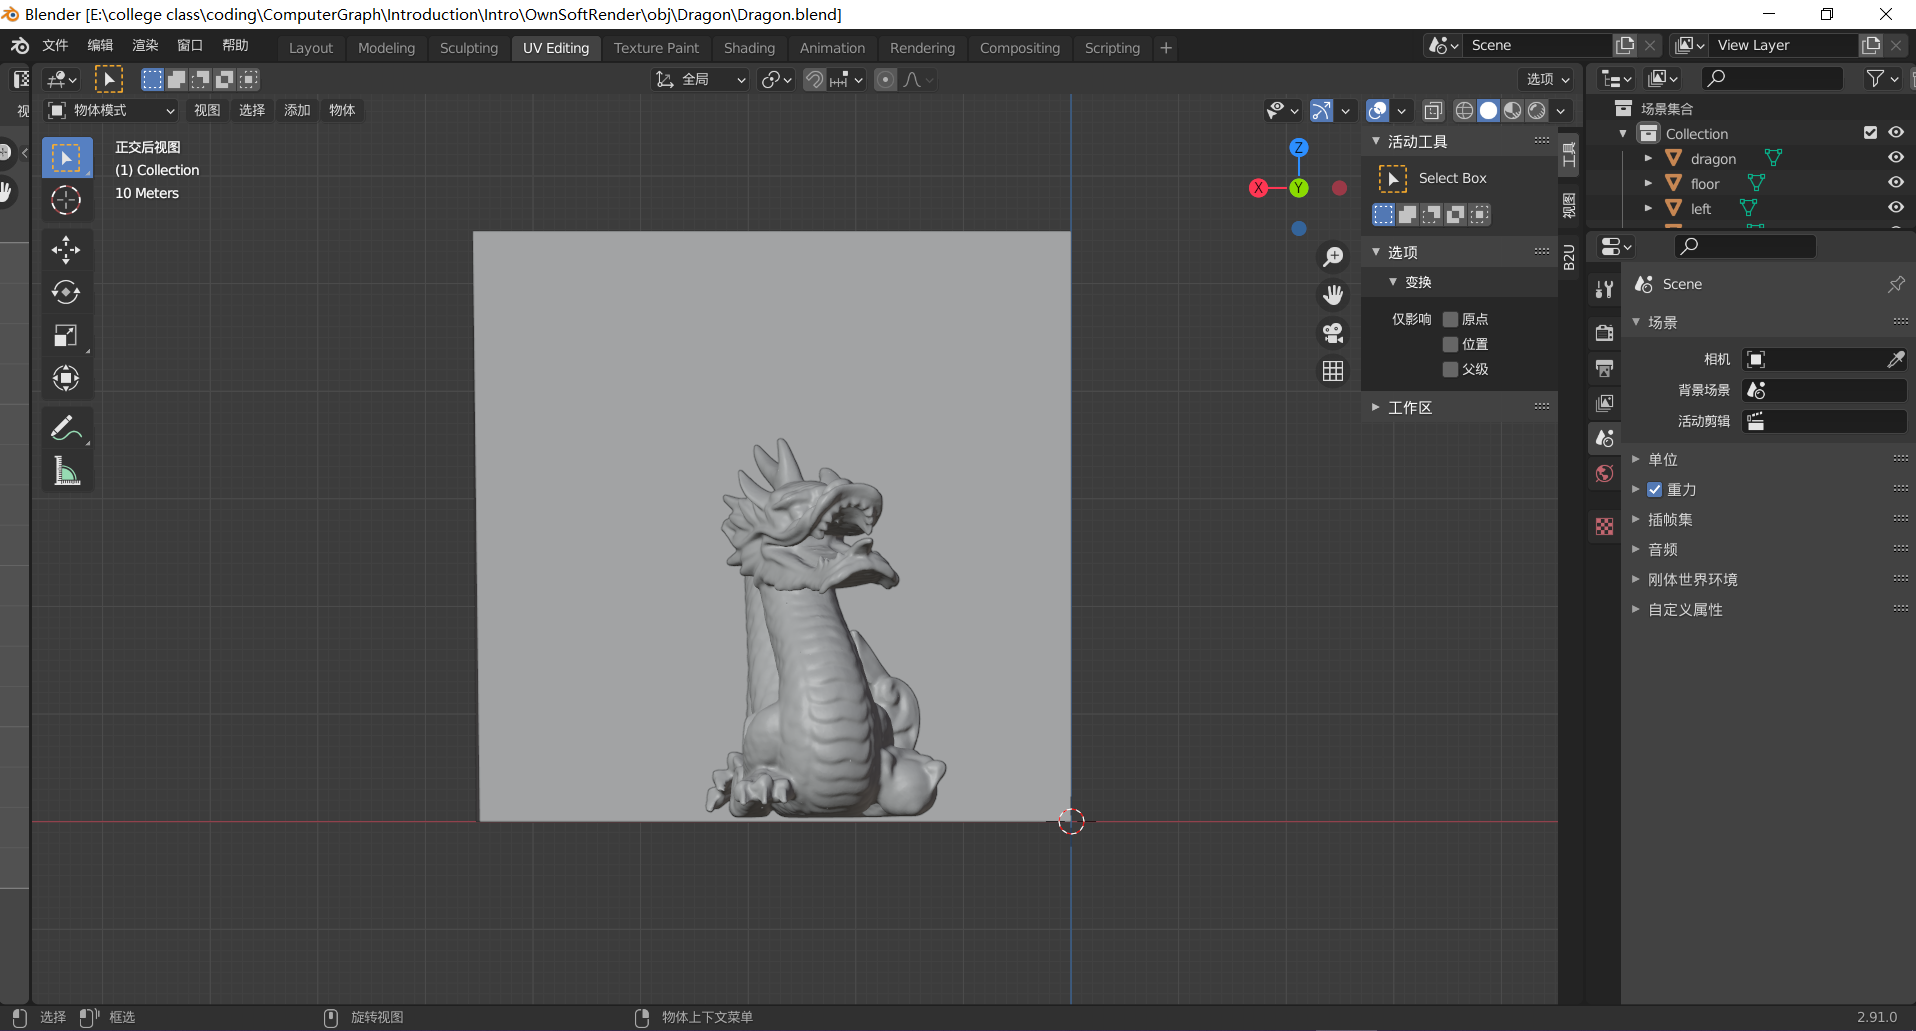 Blender [E:\college class\coding\ComputerGraph\Introduction\Intro\OwnSoftRender\obj\Dragon\Dragon.blend]
文件 编辑 渲染 窗口 帮助 Layout Modeling Sculpting UV Editing Texture Paint Shading Animation Rendering Compositing Scripting + Scene View Layer
全局 选项
视 物体模式 视图 选择 添加 物体
正交后视图
(1) Collection
10 Meters
Z
X
Y
活动工具
Select Box
选项
变换
仅影响 原点
位置
父级
工作区
工具
视图
B2U
场景集合
Collection
dragon
floor
left
Scene
场景
相机
背景场景
活动剪辑
单位
重力
插帧集
音频
刚体世界环境
自定义属性
选择 框选 旋转视图 物体上下文菜单 2.91.0